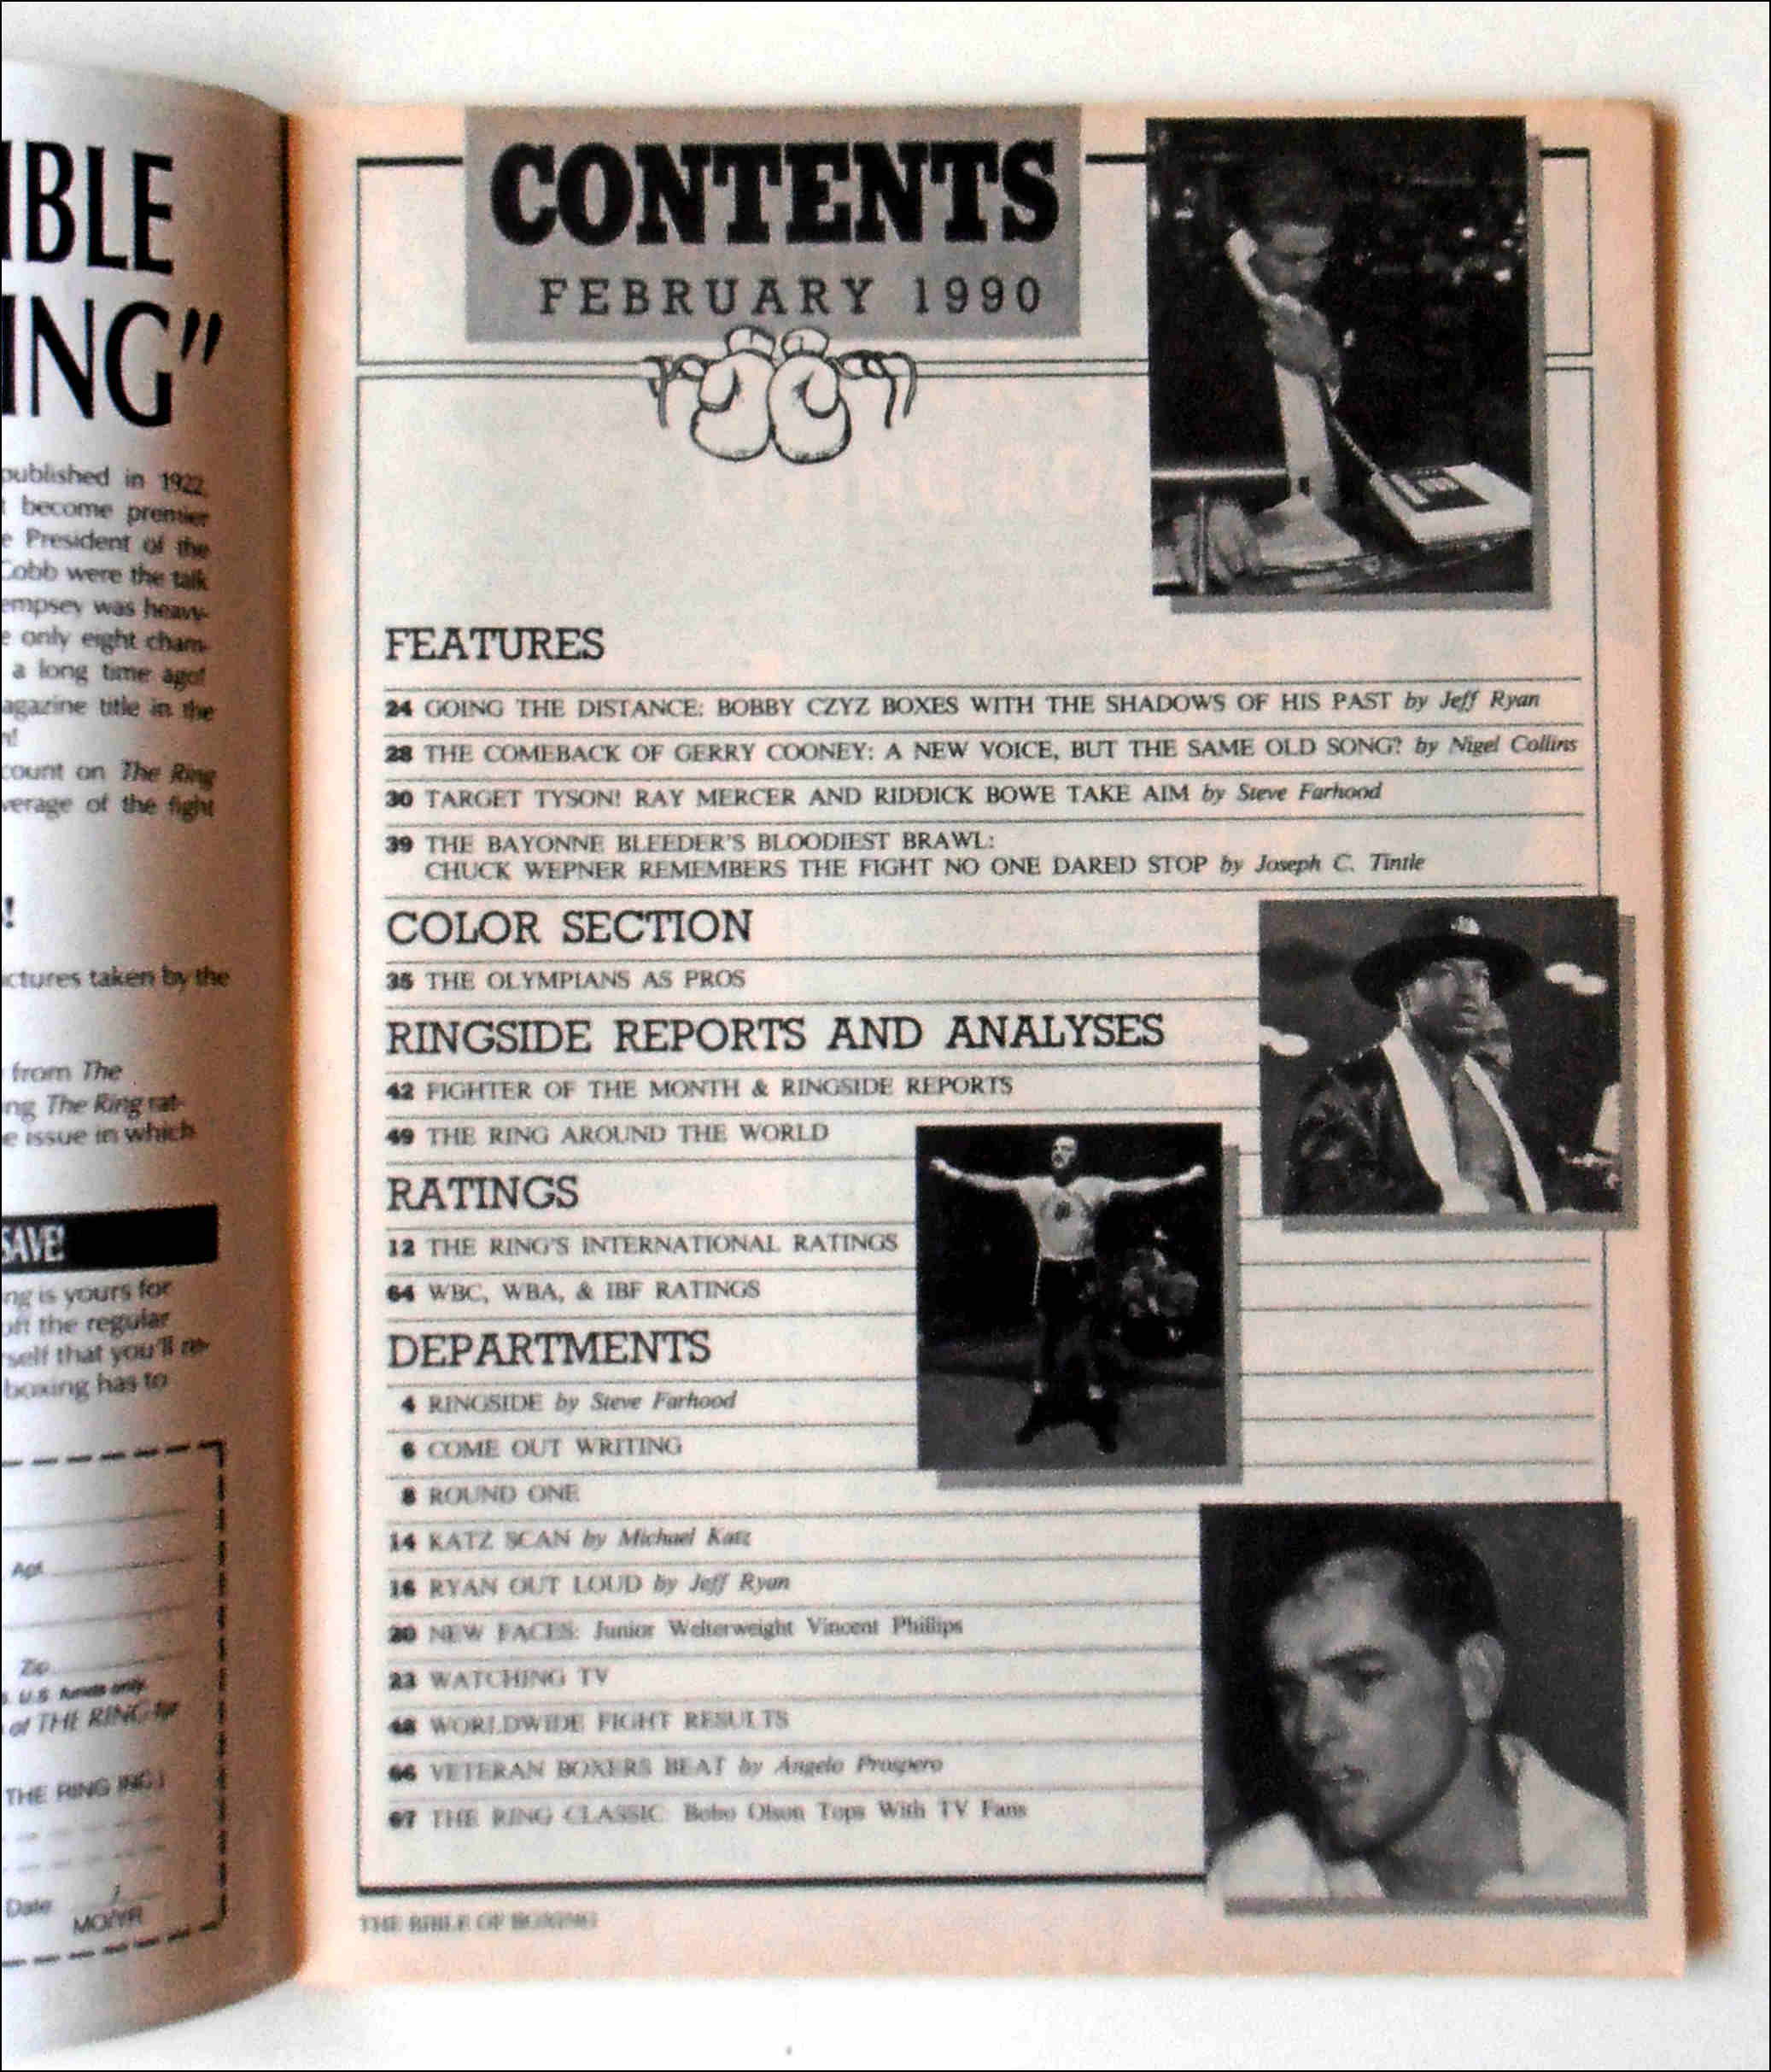 IBLE
ING"
published in 1922,
become premier
President of the
Cobb were the talk
empsey was heavy-
only eight cham-
a long time ago!
agazine title in the
count on The Ring
verage of the fight
!
ctures taken by the
from The
ng The Ring rat-
e issue in which
SAVE!
ng is yours for
off the regular
self that you'll re-
boxing has to
Apt.
Zip
U.S. funds only.
of THE RING for
THE RING
Date
MO/YR
CONTENTS
FEBRUARY 1990
FEATURES
24 GOING THE DISTANCE: BOBBY CZYZ BOXES WITH THE SHADOWS OF HIS PAST by Jeff Ryan
28 THE COMEBACK OF GERRY COONEY: A NEW VOICE, BUT THE SAME OLD SONG? by Nigel Collins
30 TARGET TYSON! RAY MERCER AND RIDDICK BOWE TAKE AIM by Steve Farhood
39 THE BAYONNE BLEEDER'S BLOODIEST BRAWL:
CHUCK WEPNER REMEMBERS THE FIGHT NO ONE DARED STOP by Joseph C. Tintle
COLOR SECTION
35 THE OLYMPIANS AS PROS
RINGSIDE REPORTS AND ANALYSES
42 FIGHTER OF THE MONTH & RINGSIDE REPORTS
49 THE RING AROUND THE WORLD
RATINGS
12 THE RING'S INTERNATIONAL RATINGS
64 WBC, WBA, & IBF RATINGS
DEPARTMENTS
4 RINGSIDE by Steve Farhood
6 COME OUT WRITING
8 ROUND ONE
14 KATZ SCAN by Michael Katz
16 RYAN OUT LOUD by Jeff Ryan
20 NEW FACES: Junior Welterweight Vincent Phillips
23 WATCHING TV
48 WORLDWIDE FIGHT RESULTS
66 VETERAN BOXERS BEAT by Angelo Prospero
67 THE RING CLASSIC: Bobo Olson Tops With TV Fans
THE BIBLE OF BOXING